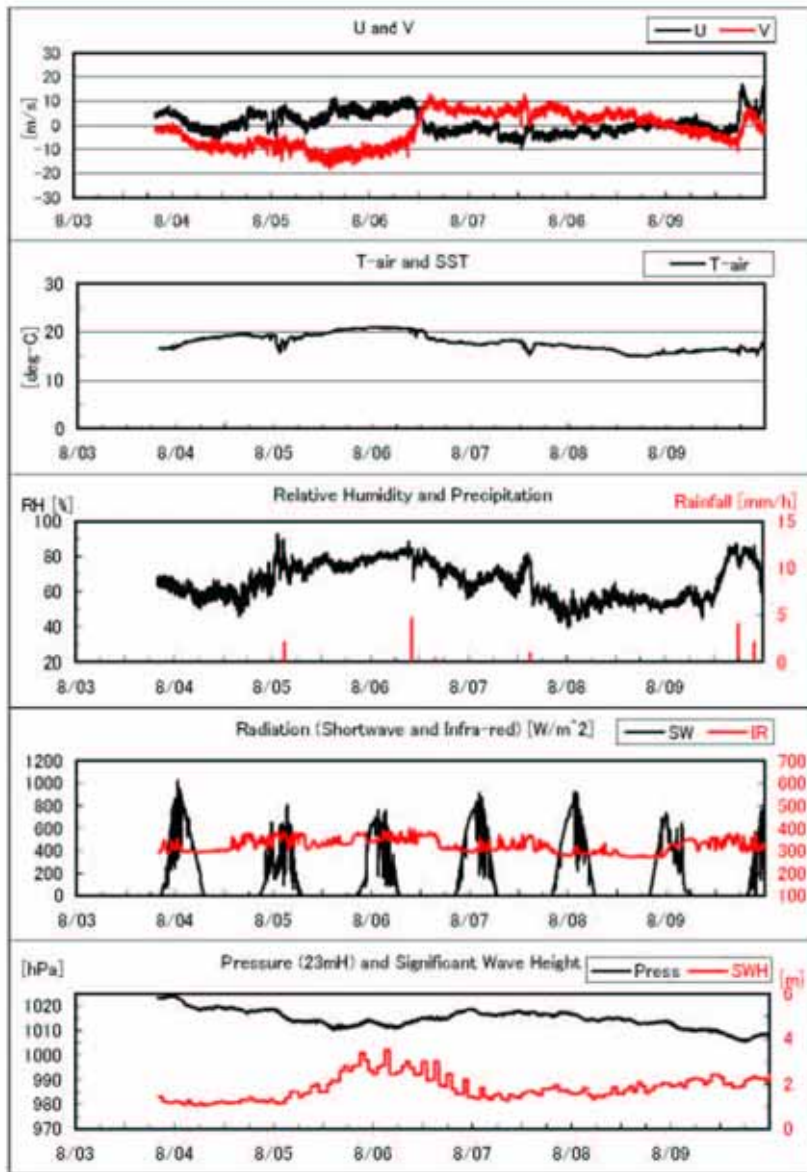 U and V
U V
30
20
10
0
-10
-20
-30
[m/s]
8/03 8/04 8/05 8/06 8/07 8/08 8/09
T-air and SST
T-air
30
20
10
0
[deg-C]
8/03 8/04 8/05 8/06 8/07 8/08 8/09
Relative Humidity and Precipitation
RH [%]
Rainfall [mm/h]
100
80
60
40
20
15
10
5
0
8/03 8/04 8/05 8/06 8/07 8/08 8/09
Radiation (Shortwave and Infra-red) [W/m^2]
SW IR
1200
1000
800
600
400
200
0
700
600
500
400
300
200
100
8/03 8/04 8/05 8/06 8/07 8/08 8/09
Pressure (23mH) and Significant Wave Height
[hPa]
Press SWH
[m]
1020
1010
1000
990
980
970
6
4
2
0
8/03 8/04 8/05 8/06 8/07 8/08 8/09